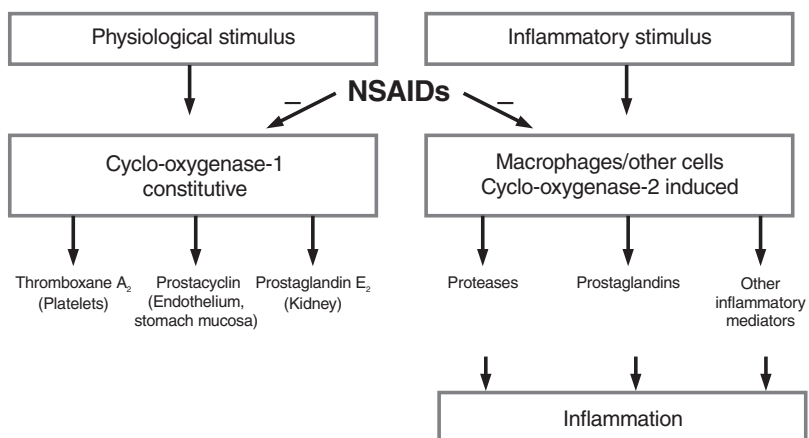 Physiological stimulus
Inflammatory stimulus
– NSAIDs –
Cyclo-oxygenase-1
constitutive
Macrophages/other cells
Cyclo-oxygenase-2 induced
Thromboxane A₂
(Platelets)
Prostacyclin
(Endothelium,
stomach mucosa)
Prostaglandin E₂
(Kidney)
Proteases
Prostaglandins
Other
inflammatory
mediators
Inflammation